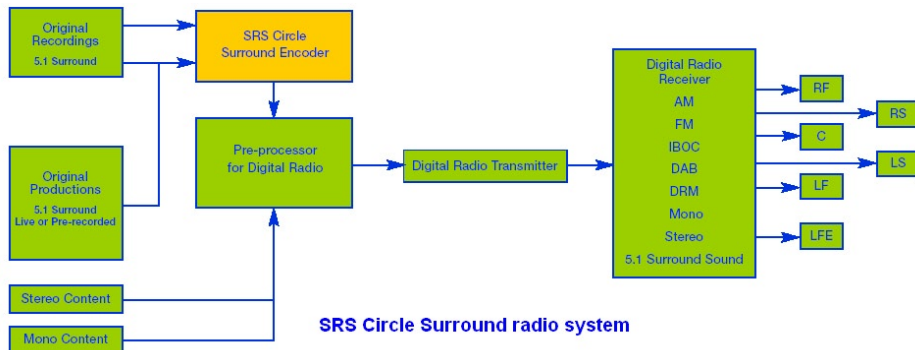 Original
Recordings
5.1 Surround
SRS Circle
Surround Encoder
Original
Productions
5.1 Surround
Live or Pre-recorded
Pre-processor
for Digital Radio
Stereo Content
Mono Content
Digital Radio Transmitter
Digital Radio
Receiver
AM
FM
IBOC
DAB
DRM
Mono
Stereo
5.1 Surround Sound
RF
RS
C
LS
LF
LFE
SRS Circle Surround radio system